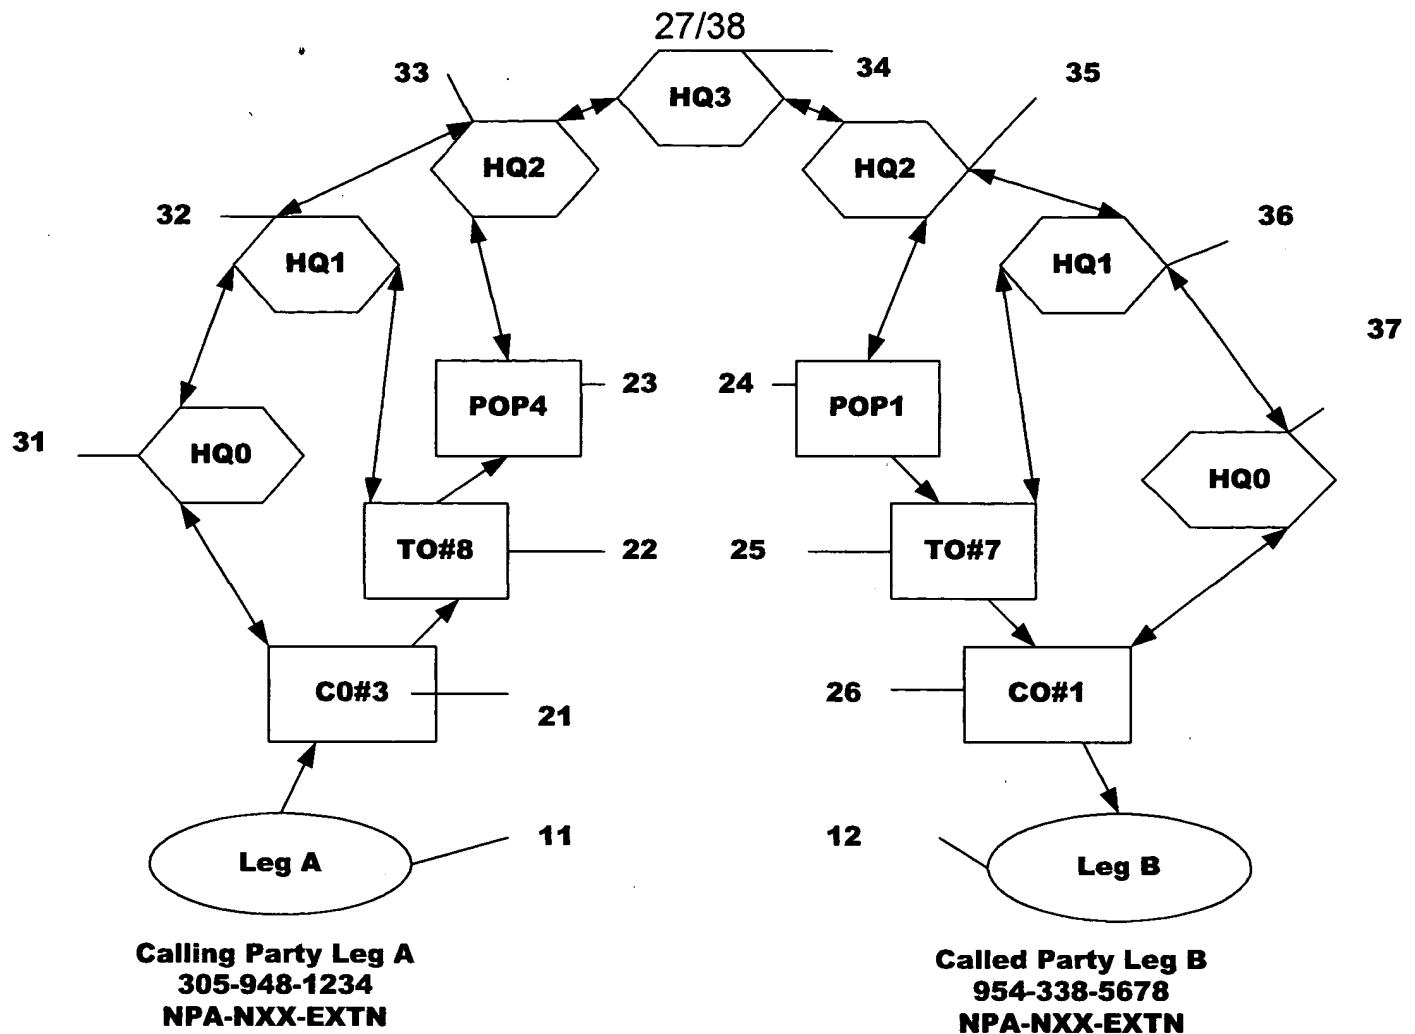 27/38
33
HQ3
34
35
HQ2
HQ2
32
36
HQ1
HQ1
37
POP4
23
24
POP1
31
HQ0
HQ0
TO#8
22
25
TO#7
C0#3
21
26
CO#1
Leg A
11
12
Leg B
Calling Party Leg A
305-948-1234
NPA-NXX-EXTN
Called Party Leg B
954-338-5678
NPA-NXX-EXTN